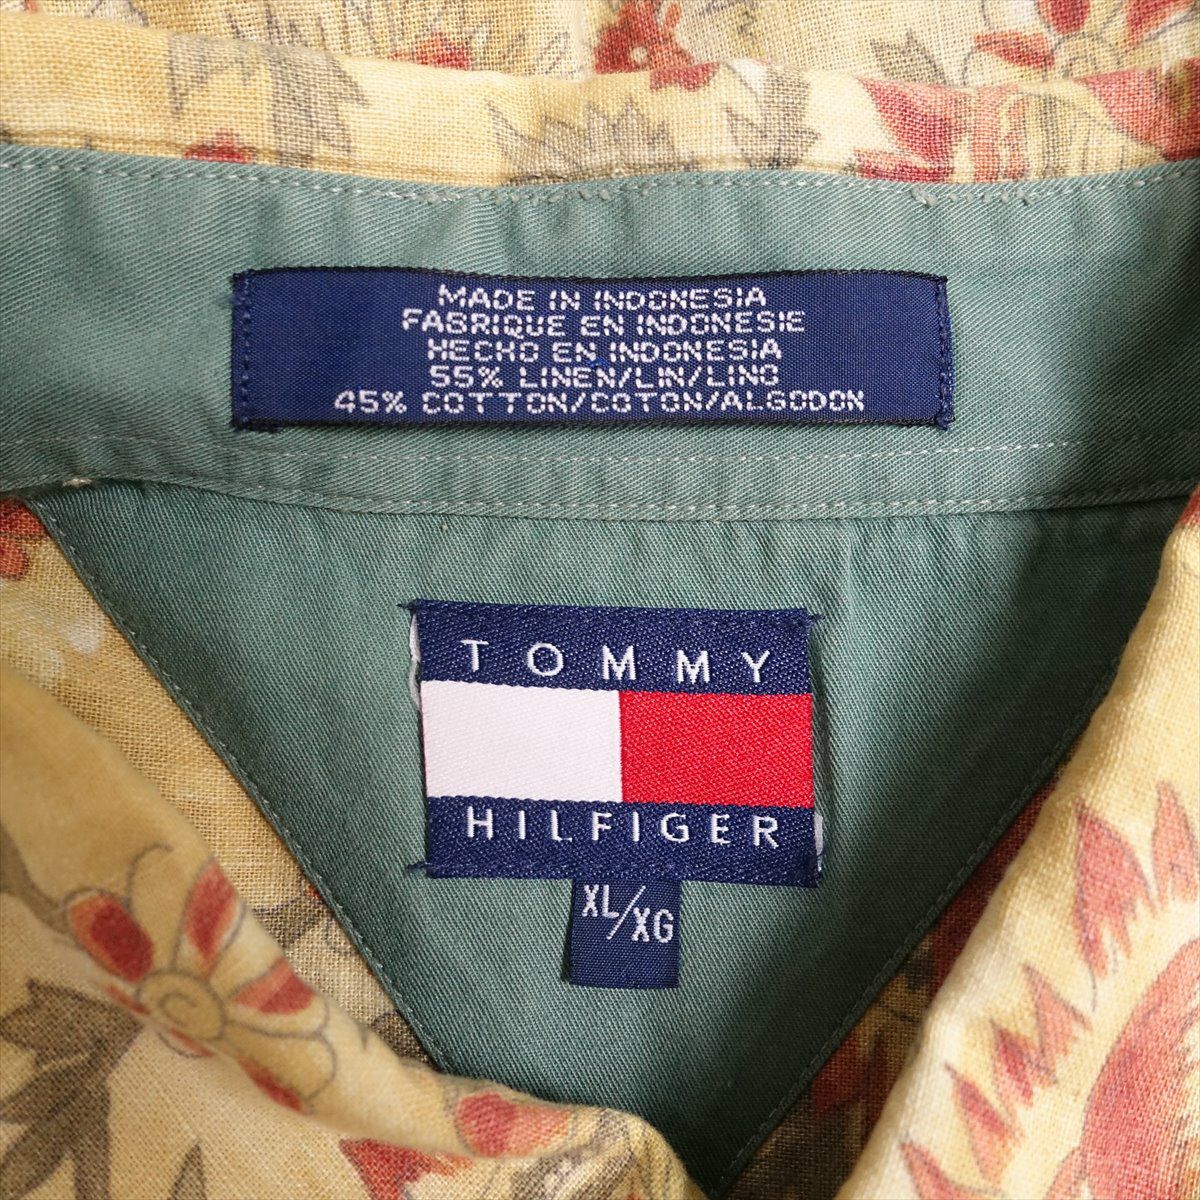 MADE IN INDONESIA
FABRIQUE EN INDONESIE
HECHO EN INDONESIA
55% LINEN/LIN/LINO
45% COTTON/COTON/ALGODON
TOMMY
HILFIGER
XL/XG